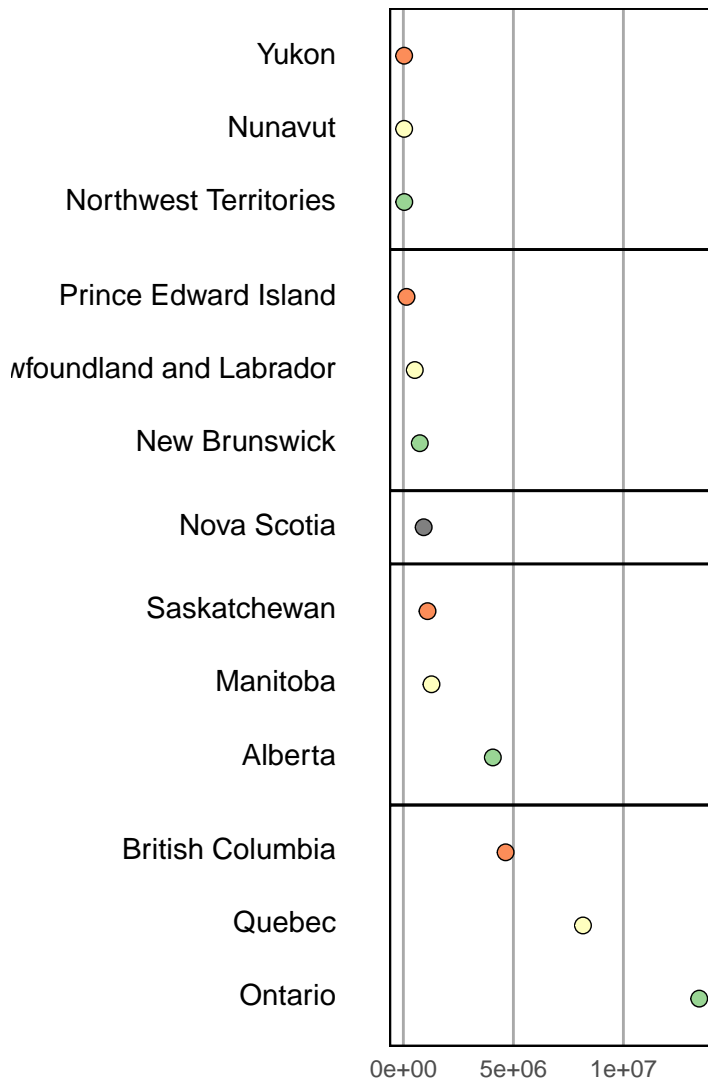 Yukon
Nunavut
Northwest Territories
Prince Edward Island
wfoundland and Labrador
New Brunswick
Nova Scotia
Saskatchewan
Manitoba
Alberta
British Columbia
Quebec
Ontario
0e+00 5e+06 1e+07